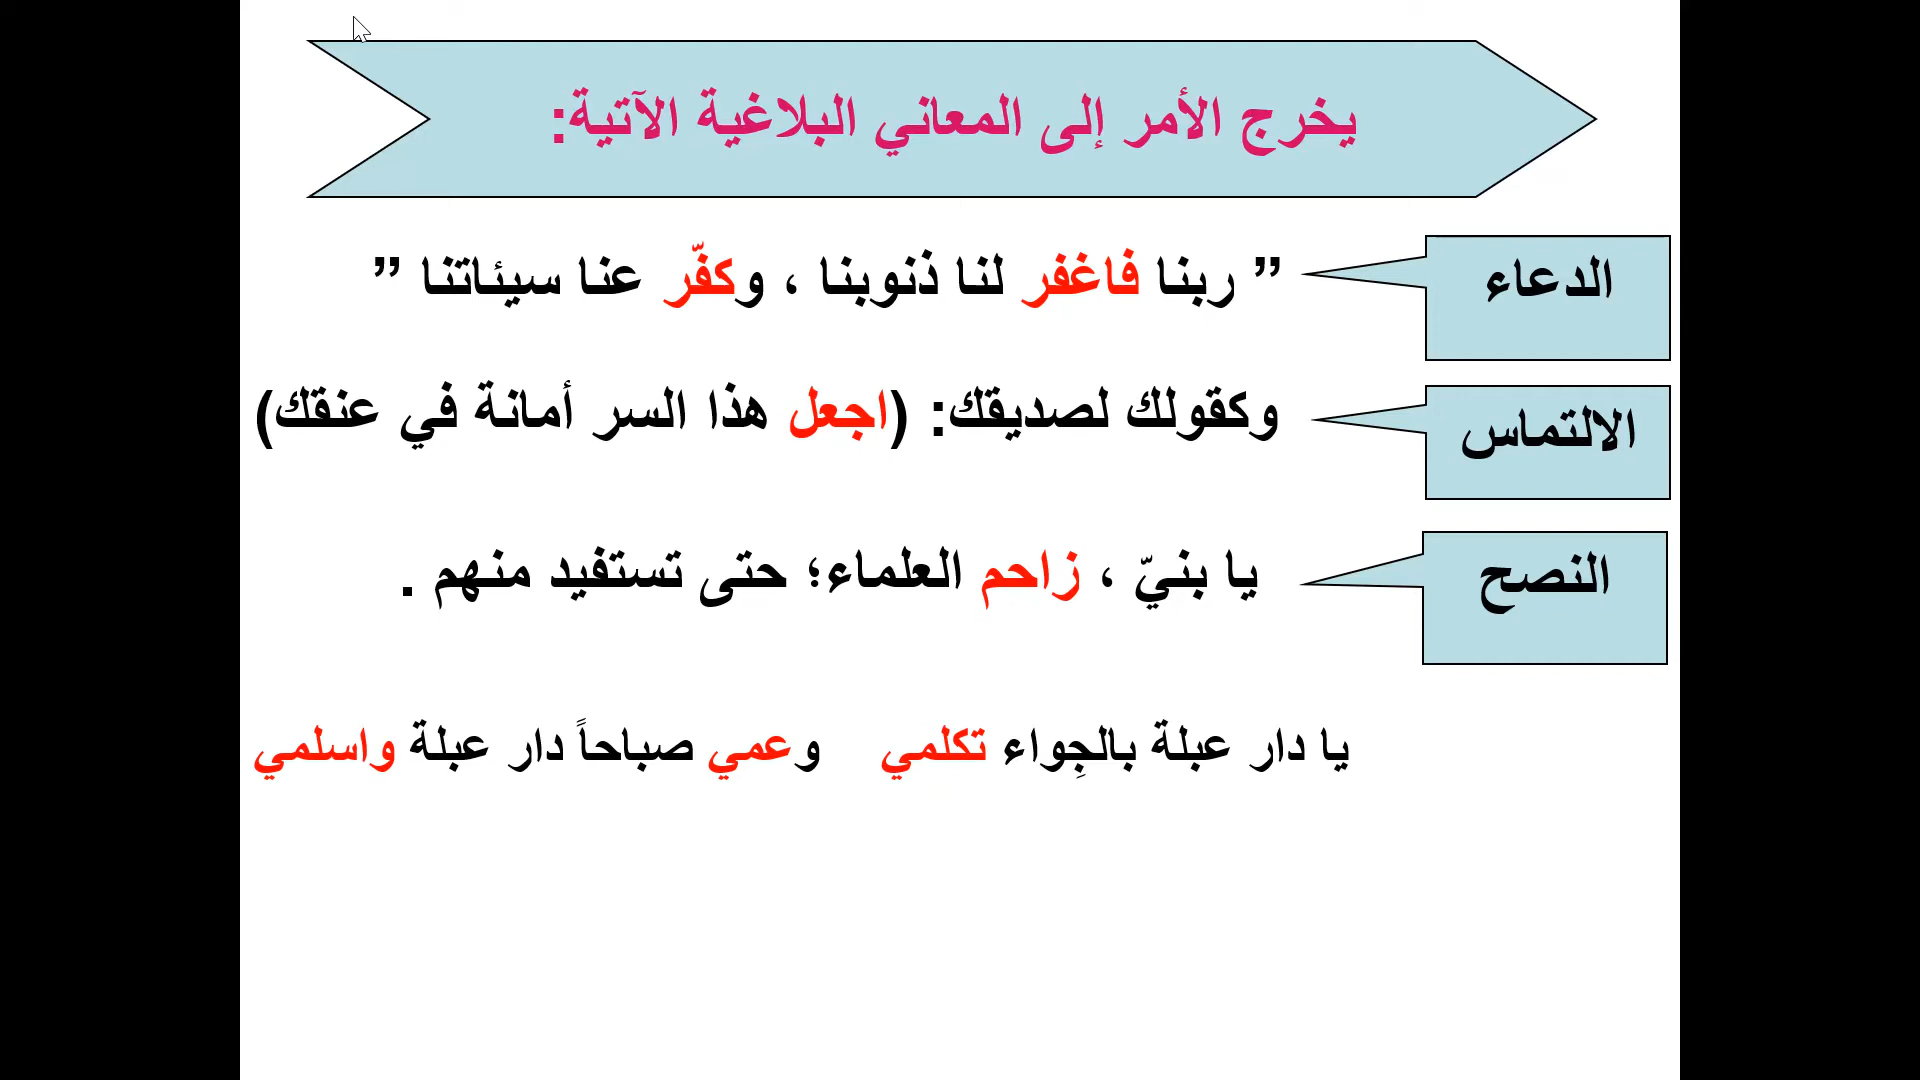 يخرج الأمر إلى المعاني البلاغية الآتية:
الدعاء
” ربنا فاغفر لنا ذنوبنا ، وكفّر عنا سيئاتنا ”
الالتماس
وكقولك لصديقك: (اجعل هذا السر أمانة في عنقك)
النصح
يا بنيّ ، زاحم العلماء؛ حتى تستفيد منهم .
يا دار عبلة بالجِواء تكلمي وعمي صباحاً دار عبلة واسلمي